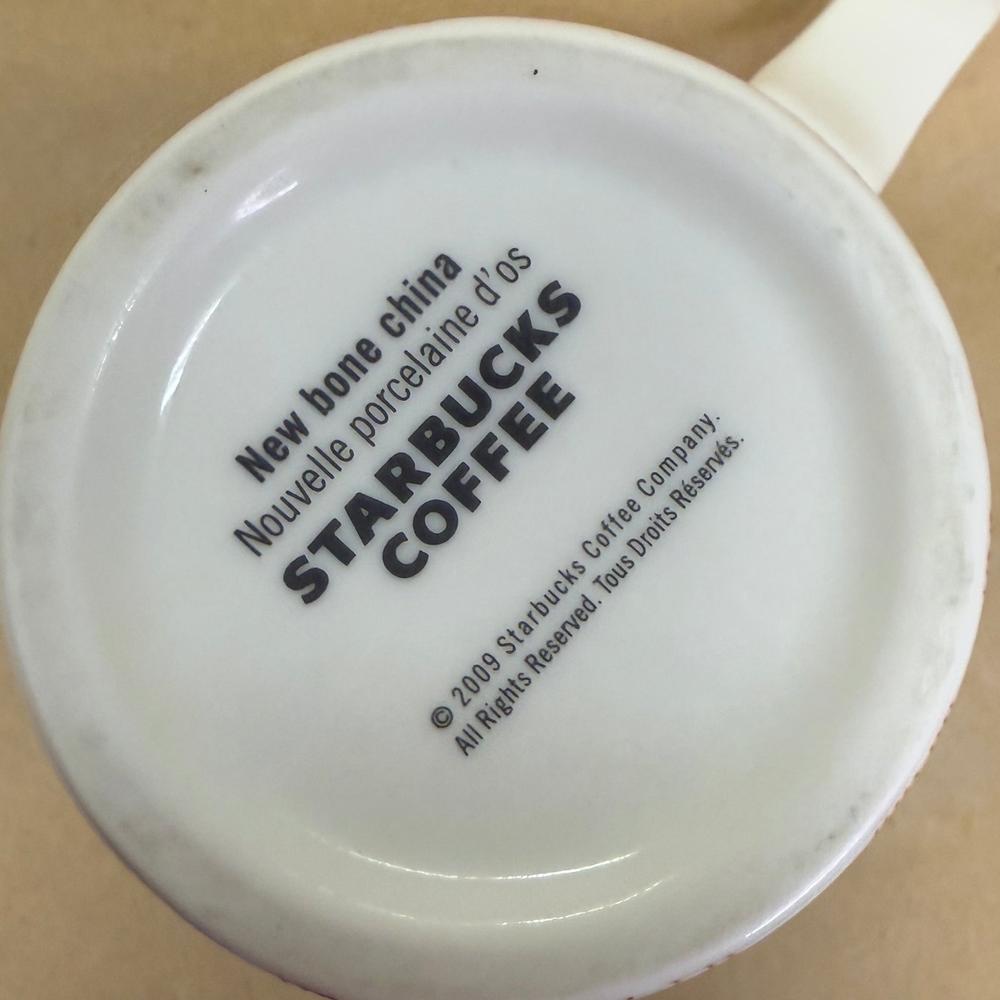 New bone china
Nouvelle porcelaine d'os
STARBUCKS
COFFEE
© 2009 Starbucks Coffee Company.
All Rights Reserved. Tous Droits Réservés.